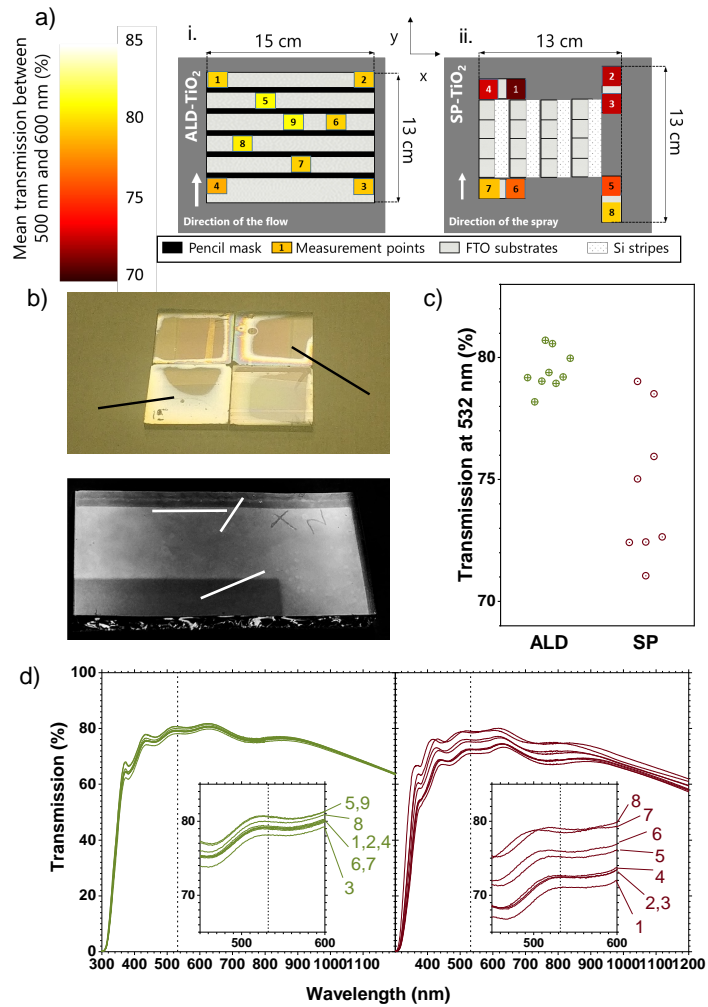 a)
Mean transmission between
500 nm and 600 nm (%)
85
80
75
70
i.
15 cm
13 cm
ALD-TiO2
1
2
5
9
6
8
7
4
3
Direction of the flow
y
x
ii.
13 cm
13 cm
SP-TiO2
4
1
2
3
7
6
5
8
Direction of the spray
Pencil mask
1
Measurement points
FTO substrates
Si stripes
b)
X
N
c)
Transmission at 532 nm (%)
80
75
70
ALD
SP
d)
Transmission (%)
100
80
60
40
20
0
300 400 500 600 700 800 900 1000 1100
80
70
500
600
5,9
8
1,2,4
6,7
3
400 500 600 700 800 900 1000 1100 1200
80
70
500
600
8
7
6
5
4
2,3
1
Wavelength (nm)